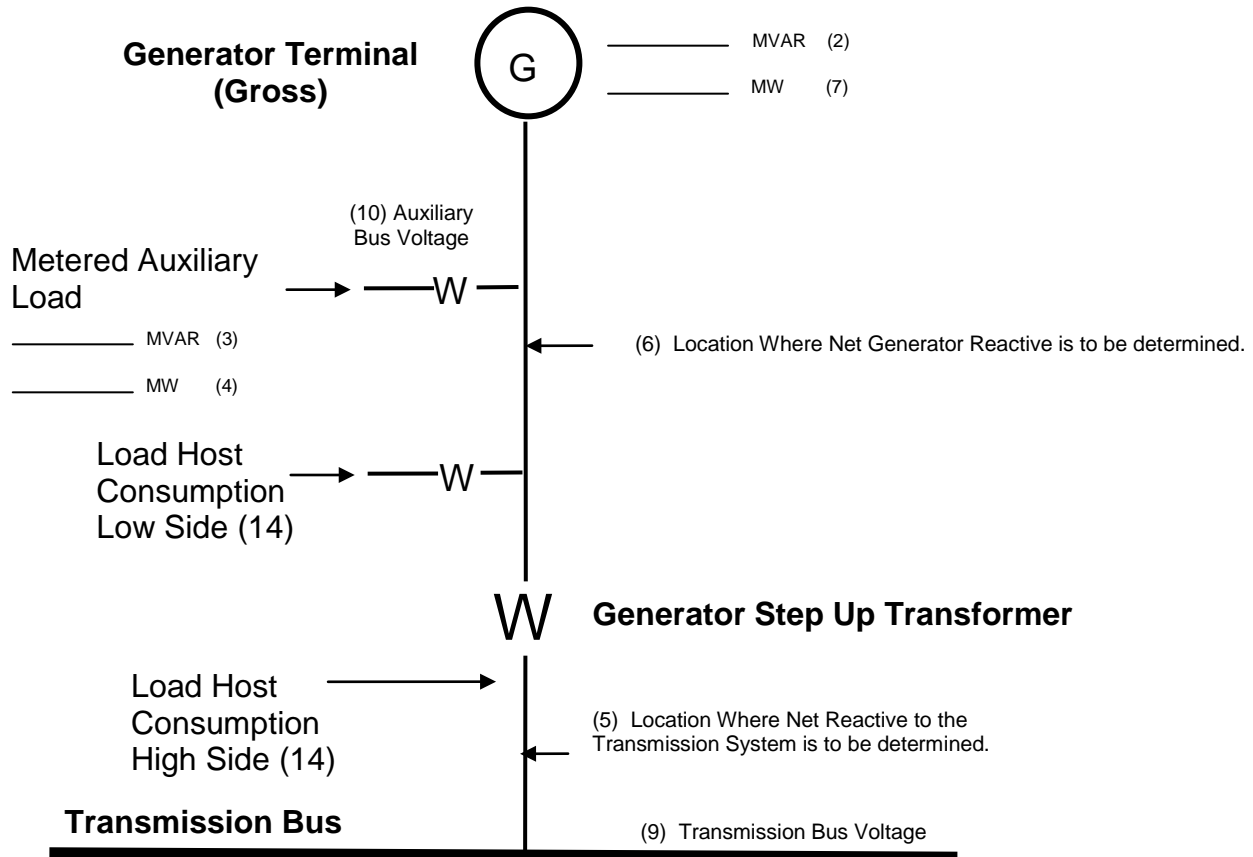 Generator Terminal
(Gross)
G
MVAR (2)
MW (7)
(10) Auxiliary
Bus Voltage
Metered Auxiliary
Load
W
MVAR (3)
(6) Location Where Net Generator Reactive is to be determined.
MW (4)
Load Host
Consumption
Low Side (14)
W
W
Generator Step Up Transformer
Load Host
Consumption
High Side (14)
(5) Location Where Net Reactive to the
Transmission System is to be determined.
Transmission Bus
(9) Transmission Bus Voltage